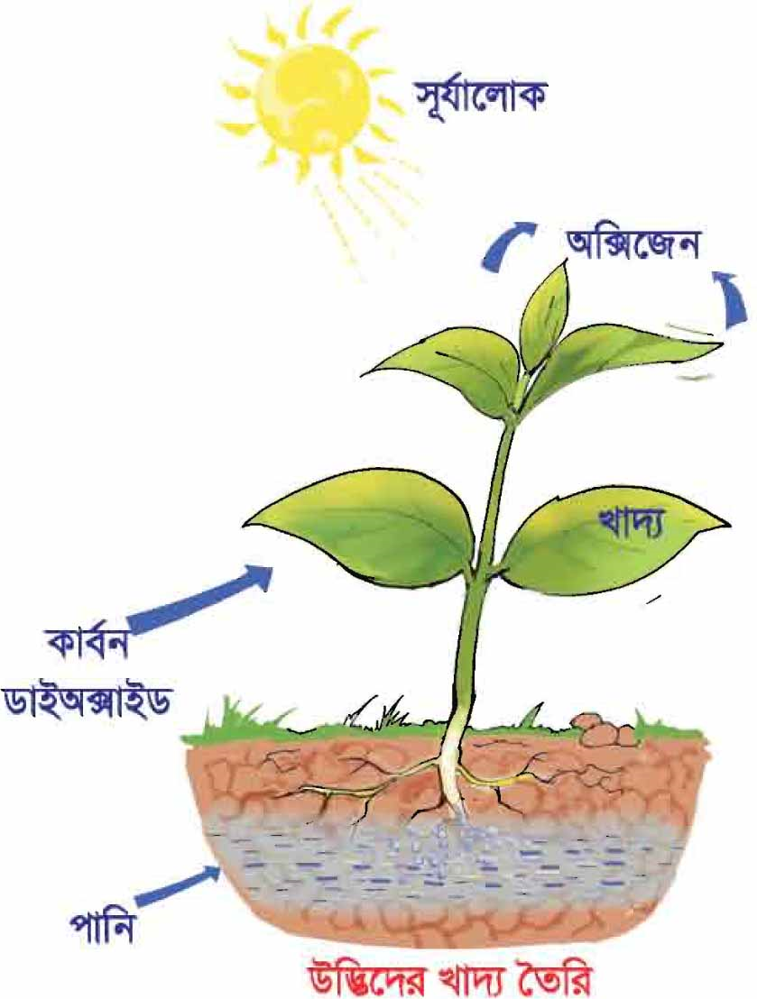 সূর্যালোক
অক্সিজেন
খাদ্য
কার্বন
ডাইঅক্সাইড
পানি
উদ্ভিদের খাদ্য তৈরি